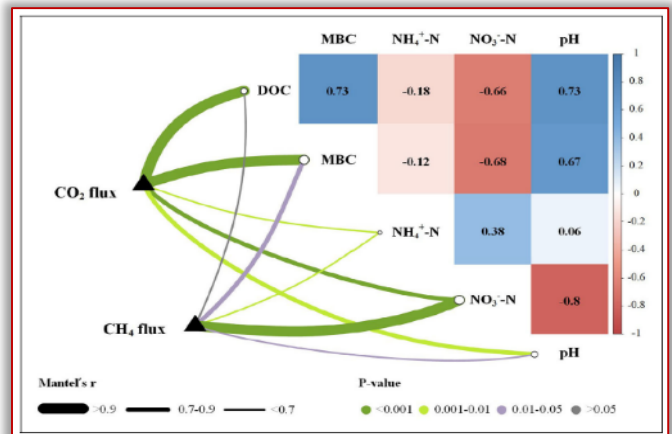 MBC NH₄⁺-N NO₃⁻-N pH
DOC 0.73 -0.18 -0.66 0.73
MBC -0.12 -0.68 0.67
CO₂ flux
NH₄⁺-N 0.38 0.06
NO₃⁻-N -0.8
CH₄ flux
pH
1
0.8
0.6
0.4
0.2
0
-0.2
-0.4
-0.6
-0.8
-1
Mantel's r P-value
>0.9 0.7-0.9 <0.7 <0.001 0.001-0.01 0.01-0.05 >0.05